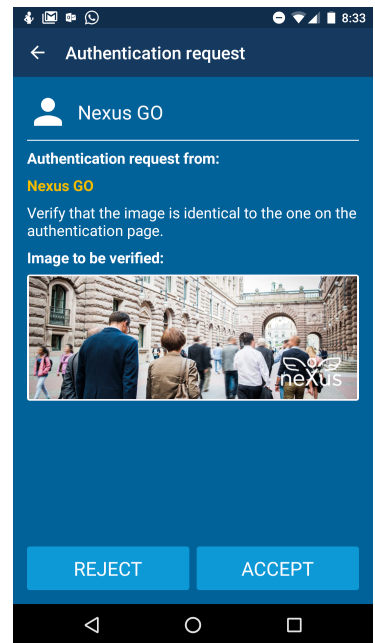 8:33
Authentication request
Nexus GO
Authentication request from:
Nexus GO
Verify that the image is identical to the one on the
authentication page.
Image to be verified:
neXus
REJECT
ACCEPT